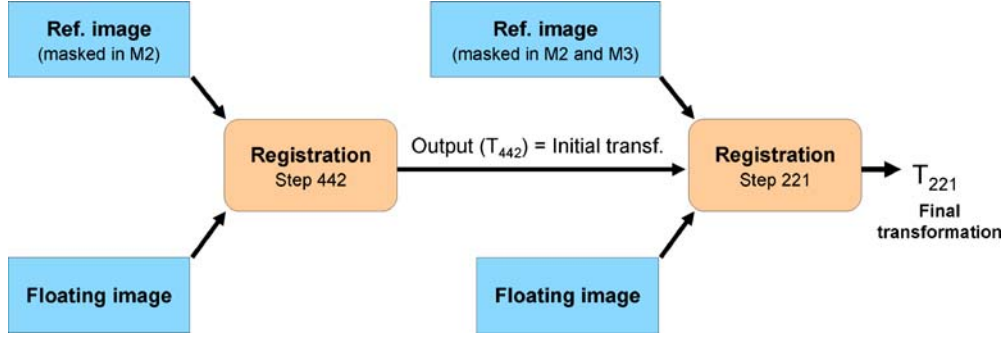 Ref. image
(masked in M2)
Ref. image
(masked in M2 and M3)
Registration
Step 442
Output (T442) = Initial transf.
Registration
Step 221
T221
Final
transformation
Floating image
Floating image